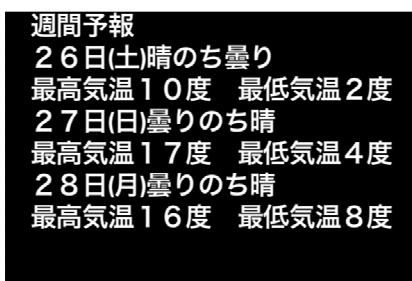 週間予報
２６日(土)晴のち曇り
最高気温１０度　最低気温２度
２７日(日)曇りのち晴
最高気温１７度　最低気温４度
２８日(月)曇りのち晴
最高気温１６度　最低気温８度